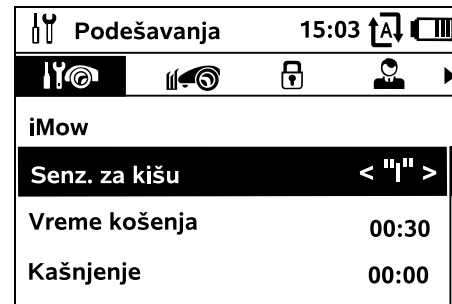 Podešavanja 15:03 A
iMow
Senz. za kišu < "I" >
Vreme košenja 00:30
Kašnjenje 00:00